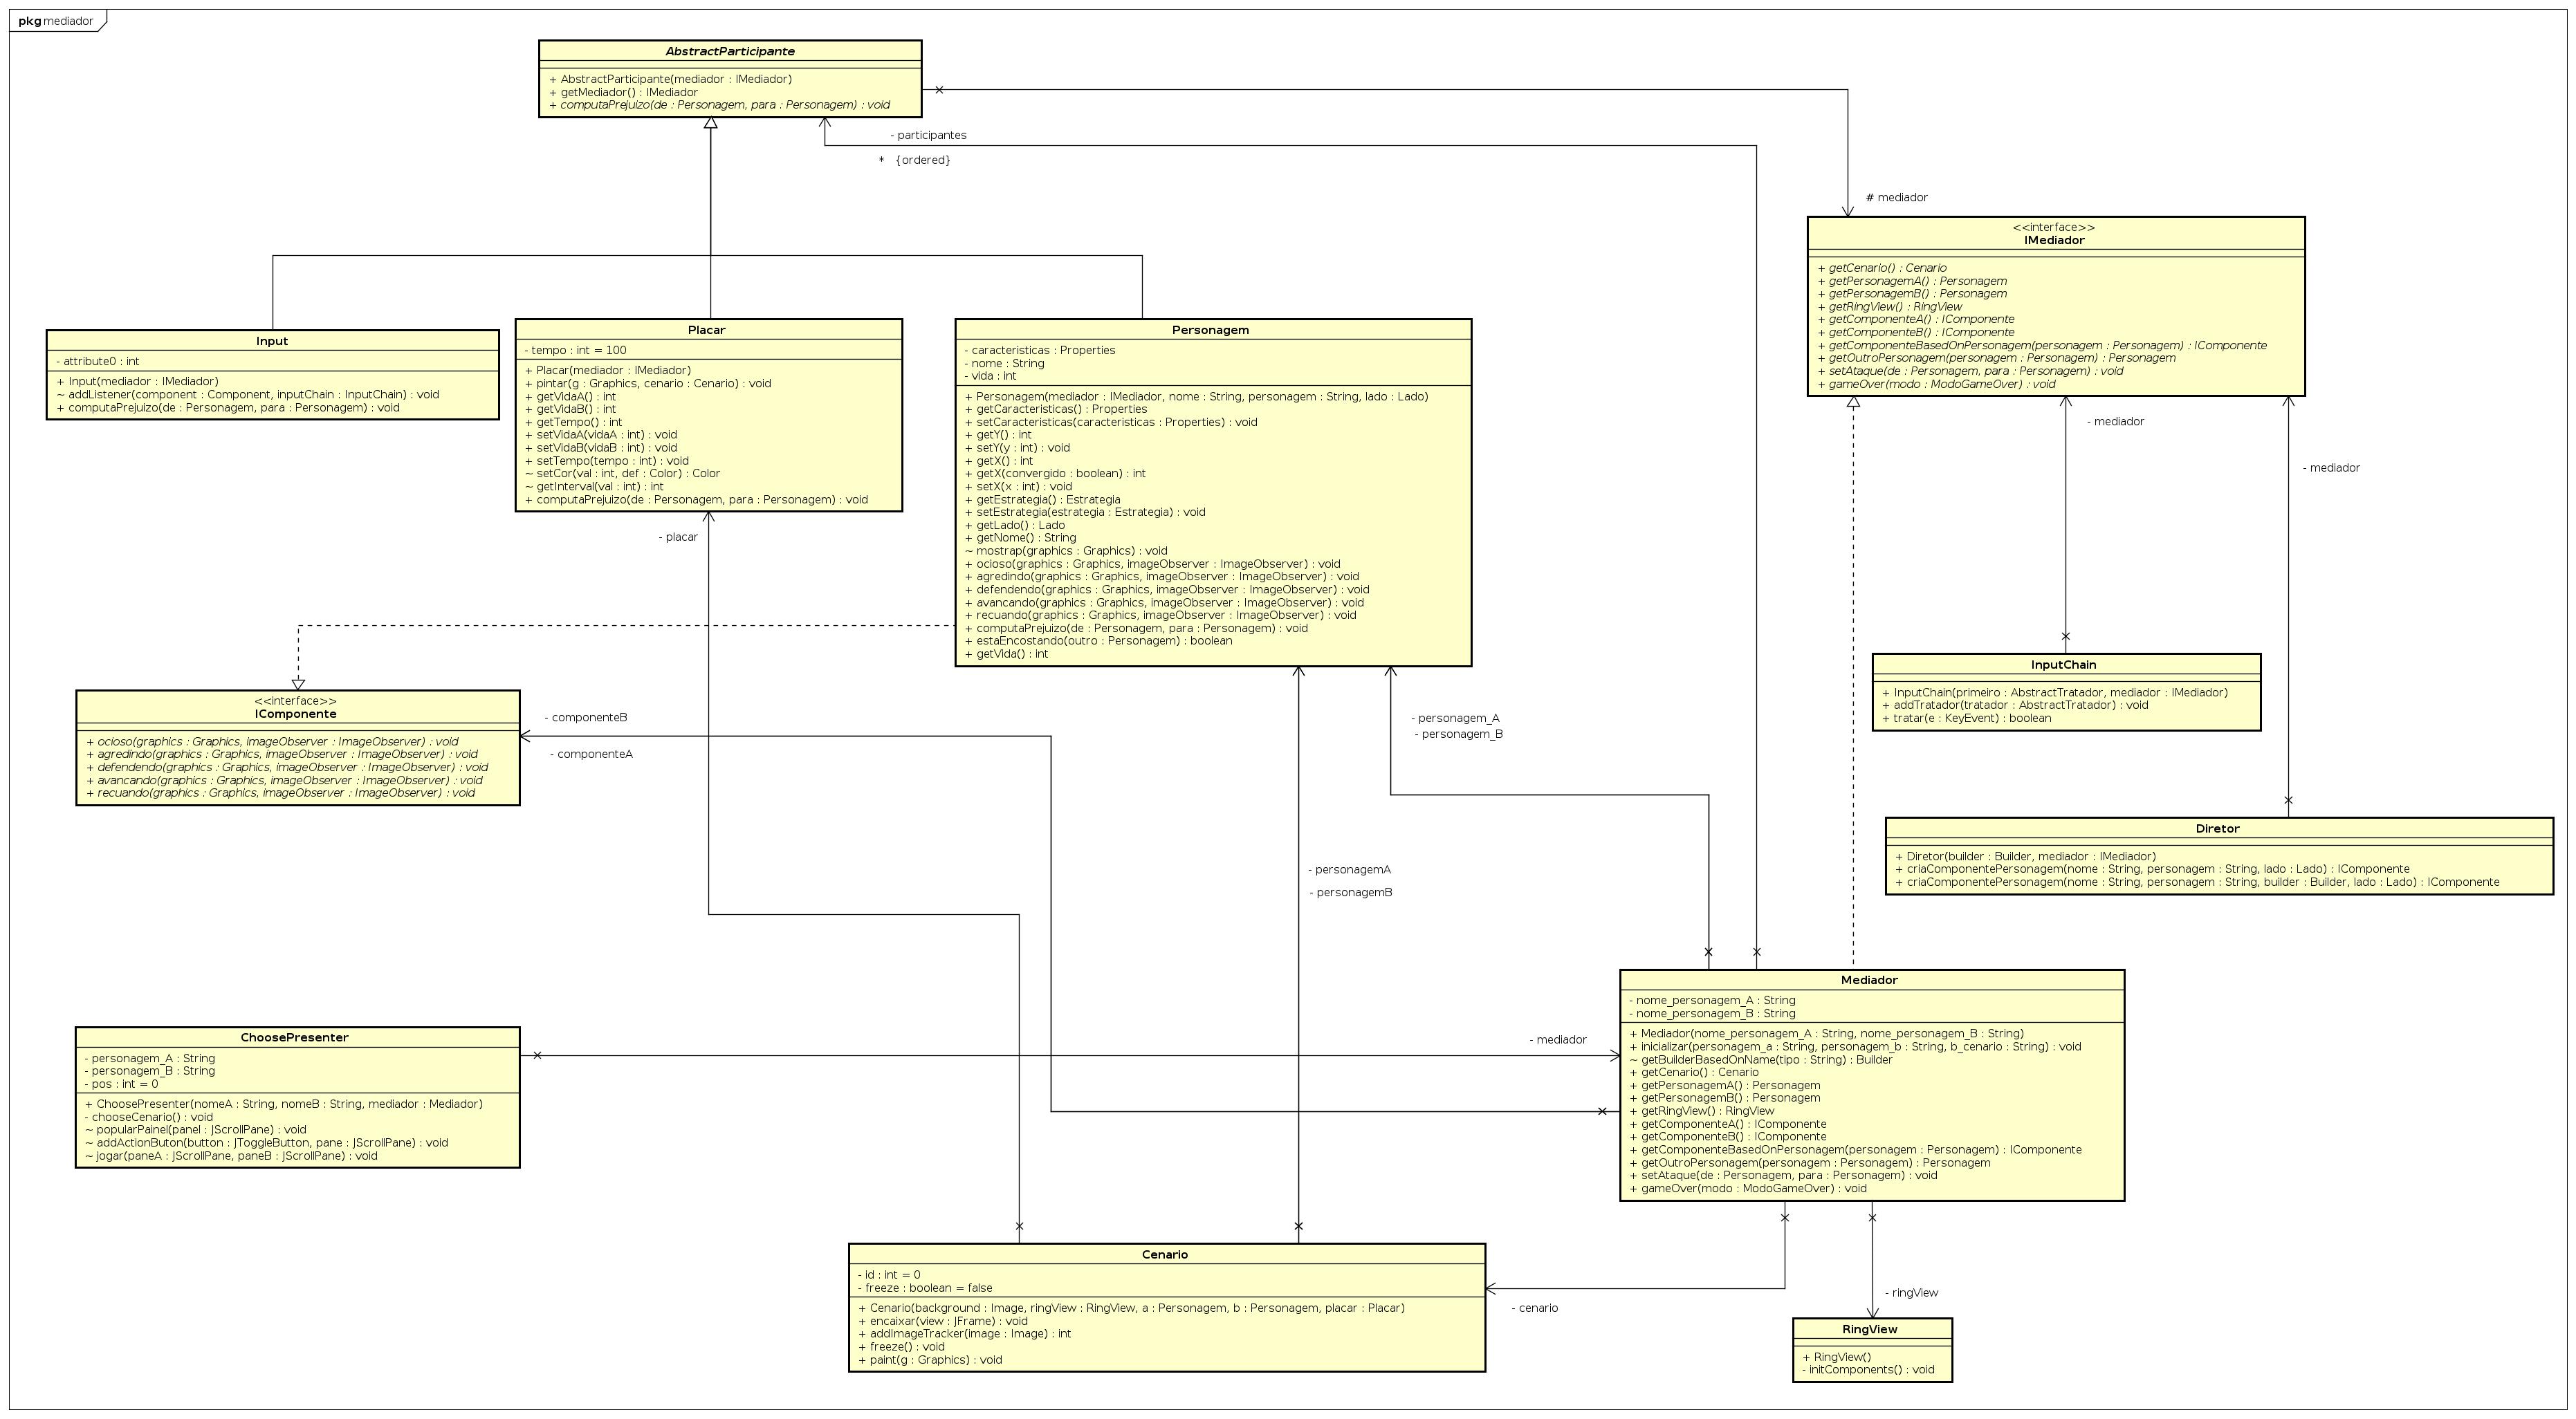 pkg mediador
AbstractParticipante
+ AbstractParticipante(mediador : IMediador)
+ getMediador() : IMediador
+ computaPrejuizo(de : Personagem, para : Personagem) : void
- participantes
* {ordered}
# mediador
<<interface>>
IMediador
+ getCenario() : Cenario
+ getPersonagemA() : Personagem
+ getPersonagemB() : Personagem
+ getRingView() : RingView
+ getComponenteA() : IComponente
+ getComponenteB() : IComponente
+ getComponenteBasedOnPersonagem(personagem : Personagem) : IComponente
+ getOutroPersonagem(personagem : Personagem) : Personagem
+ setAtaque(de : Personagem, para : Personagem) : void
+ gameOver(modo : ModoGameOver) : void
Input
- attribute0 : int
+ Input(mediador : IMediador)
~ addListener(component : Component, inputChain : InputChain) : void
+ computaPrejuizo(de : Personagem, para : Personagem) : void
Placar
- tempo : int = 100
+ Placar(mediador : IMediador)
+ pintar(g : Graphics, cenario : Cenario) : void
+ getVidaA() : int
+ getVidaB() : int
+ getTempo() : int
+ setVidaA(vidaA : int) : void
+ setVidaB(vidaB : int) : void
+ setTempo(tempo : int) : void
~ setCor(val : int, def : Color) : Color
~ getInterval(val : int) : int
+ computaPrejuizo(de : Personagem, para : Personagem) : void
Personagem
- caracteristicas : Properties
- nome : String
- vida : int
+ Personagem(mediador : IMediador, nome : String, personagem : String, lado : Lado)
+ getCaracteristicas() : Properties
+ setCaracteristicas(caracteristicas : Properties) : void
+ getY() : int
+ setY(y : int) : void
+ getX() : int
+ getX(convergido : boolean) : int
+ setX(x : int) : void
+ getEstrategia() : Estrategia
+ setEstrategia(estrategia : Estrategia) : void
+ getLado() : Lado
+ getNome() : String
~ mostrap(graphics : Graphics) : void
+ ocioso(graphics : Graphics, imageObserver : ImageObserver) : void
+ agredindo(graphics : Graphics, imageObserver : ImageObserver) : void
+ defendendo(graphics : Graphics, imageObserver : ImageObserver) : void
+ avancando(graphics : Graphics, imageObserver : ImageObserver) : void
+ recuando(graphics : Graphics, imageObserver : ImageObserver) : void
+ computaPrejuizo(de : Personagem, para : Personagem) : void
+ estaEncostando(outro : Personagem) : boolean
+ getVida() : int
- mediador
- mediador
- placar
InputChain
+ InputChain(primeiro : AbstractTratador, mediador : IMediador)
+ addTratador(tratador : AbstractTratador) : void
+ tratar(e : KeyEvent) : boolean
<<interface>>
IComponente
+ ocioso(graphics : Graphics, imageObserver : ImageObserver) : void
+ agredindo(graphics : Graphics, imageObserver : ImageObserver) : void
+ defendendo(graphics : Graphics, imageObserver : ImageObserver) : void
+ avancando(graphics : Graphics, imageObserver : ImageObserver) : void
+ recuando(graphics : Graphics, imageObserver : ImageObserver) : void
- componenteB
- componenteA
- personagem_A
- personagem_B
Diretor
+ Diretor(builder : Builder, mediador : IMediador)
+ criaComponentePersonagem(nome : String, personagem : String, lado : Lado) : IComponente
+ criaComponentePersonagem(nome : String, personagem : String, builder : Builder, lado : Lado) : IComponente
- personagemA
- personagemB
Mediador
- nome_personagem_A : String
- nome_personagem_B : String
+ Mediador(nome_personagem_A : String, nome_personagem_B : String)
+ inicializar(personagem_a : String, personagem_b : String, b_cenario : String) : void
~ getBuilderBasedOnName(tipo : String) : Builder
+ getCenario() : Cenario
+ getPersonagemA() : Personagem
+ getPersonagemB() : Personagem
+ getRingView() : RingView
+ getComponenteA() : IComponente
+ getComponenteB() : IComponente
+ getComponenteBasedOnPersonagem(personagem : Personagem) : IComponente
+ getOutroPersonagem(personagem : Personagem) : Personagem
+ setAtaque(de : Personagem, para : Personagem) : void
+ gameOver(modo : ModoGameOver) : void
ChoosePresenter
- personagem_A : String
- personagem_B : String
- pos : int = 0
+ ChoosePresenter(nomeA : String, nomeB : String, mediador : Mediador)
- chooseCenario() : void
~ popularPainel(panel : JScrollPane) : void
~ addActionButon(button : JToggleButton, pane : JScrollPane) : void
~ jogar(paneA : JScrollPane, paneB : JScrollPane) : void
- mediador
Cenario
- id : int = 0
- freeze : boolean = false
+ Cenario(background : Image, ringView : RingView, a : Personagem, b : Personagem, placar : Placar)
+ encaixar(view : JFrame) : void
+ addImageTracker(image : Image) : int
+ freeze() : void
+ paint(g : Graphics) : void
- cenario
- ringView
RingView
+ RingView()
- initComponents() : void